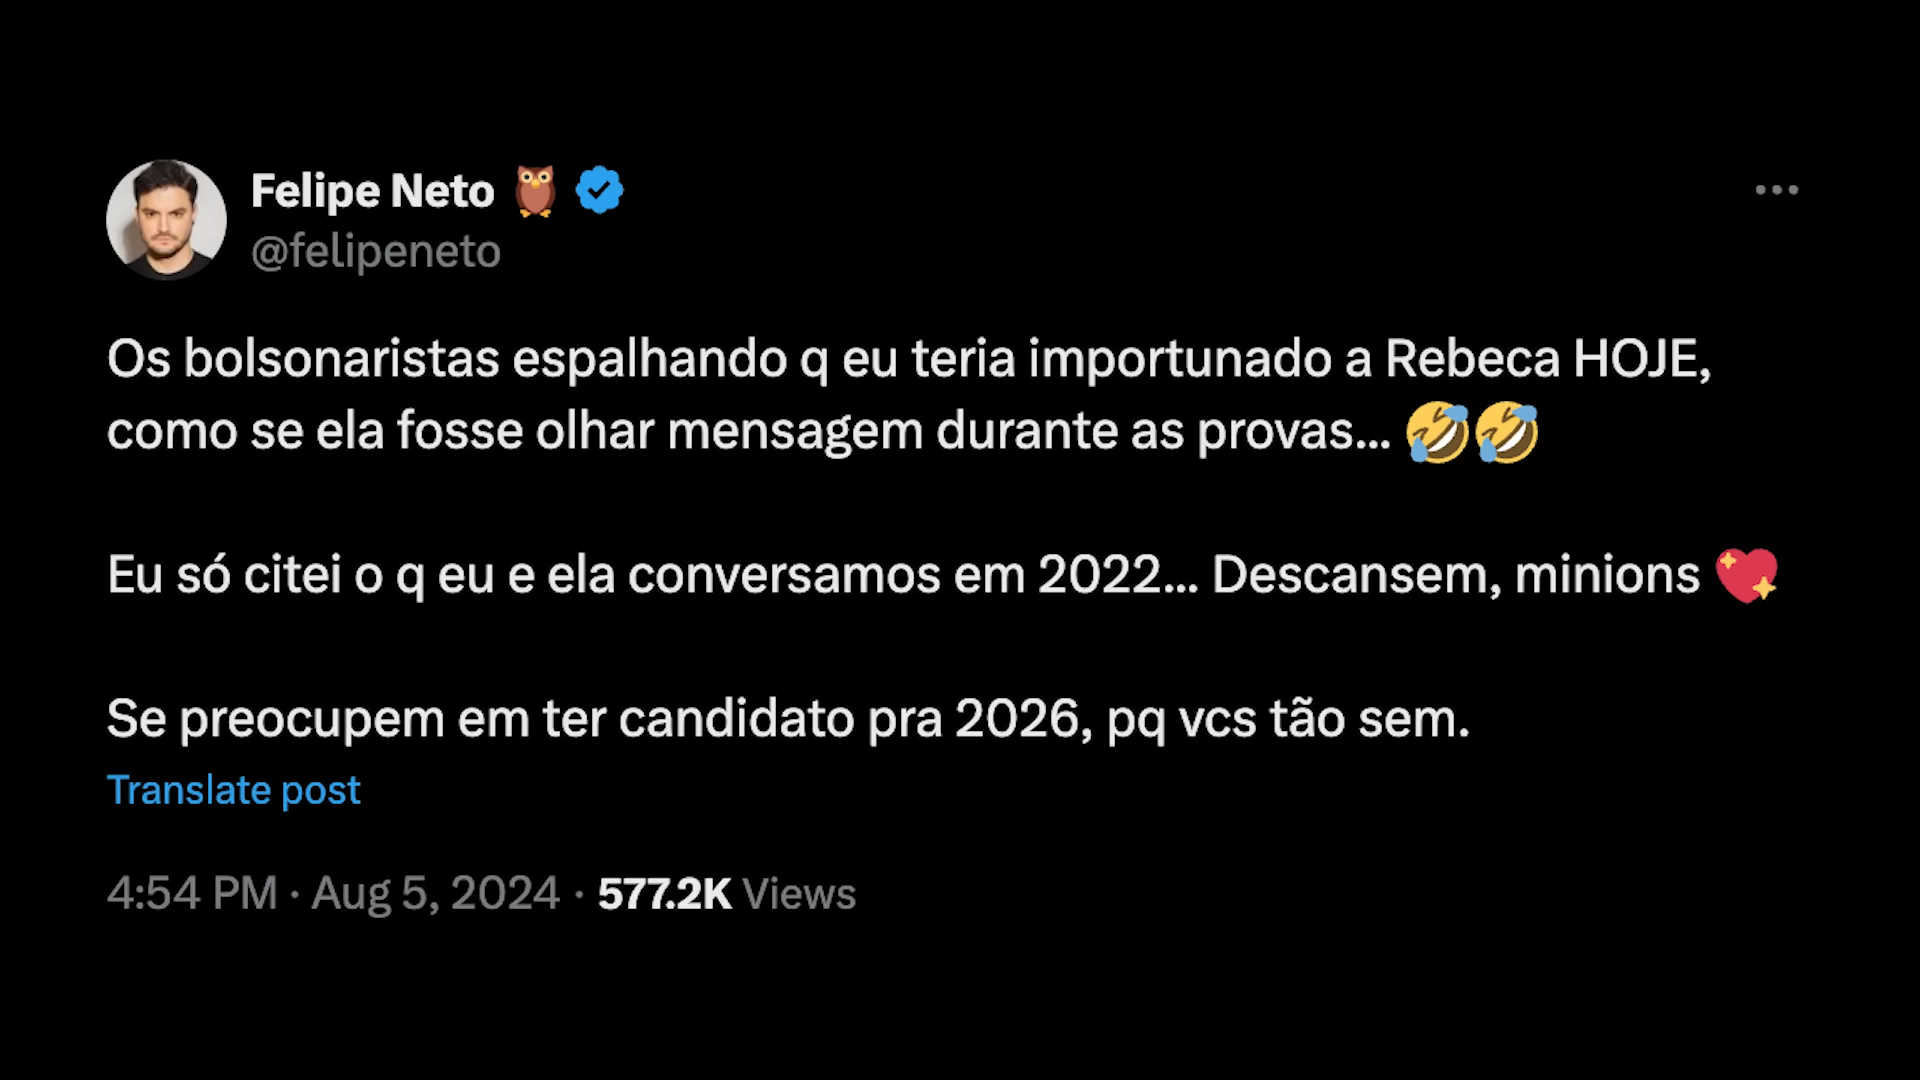 Felipe Neto 🦉
@felipeneto
Os bolsonaristas espalhando q eu teria importunado a Rebeca HOJE,
como se ela fosse olhar mensagem durante as provas... 🤣🤣
Eu só citei o q eu e ela conversamos em 2022... Descansem, minions 💖
Se preocupem em ter candidato pra 2026, pq vcs tão sem.
Translate post
4:54 PM · Aug 5, 2024 · 577.2K Views